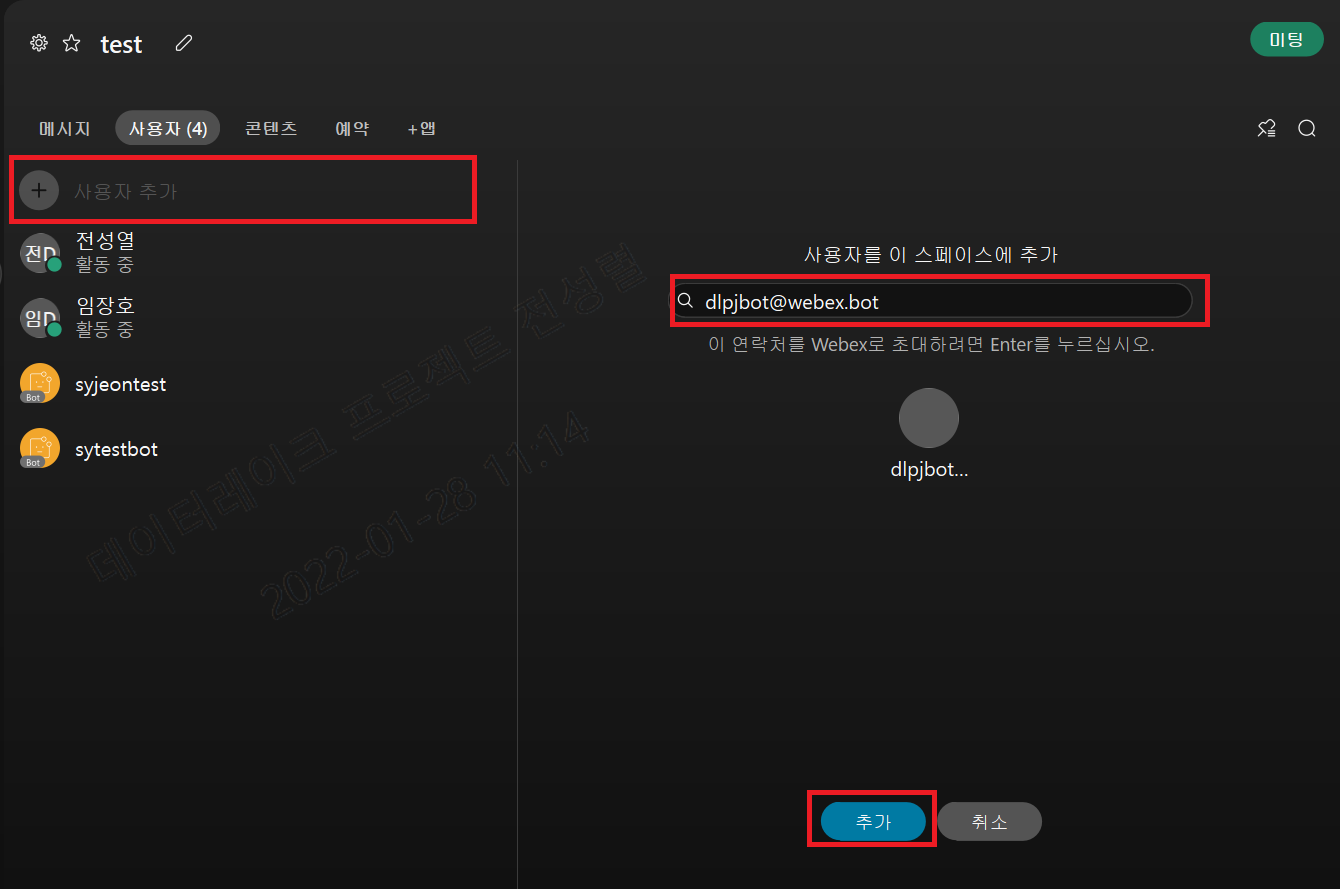 test
미팅
메시지 사용자 (4) 콘텐츠 예약 +앱
사용자 추가
전D 전성열
활동 중
임D 임장호
활동 중
Bot syjeontest
Bot sytestbot
사용자를 이 스페이스에 추가
dlpjbot@webex.bot
이 연락처를 Webex로 초대하려면 Enter를 누르십시오.
dlpjbot...
추가 취소
데이터레이크 프로젝트 전성렬
2022-01-28 11:14